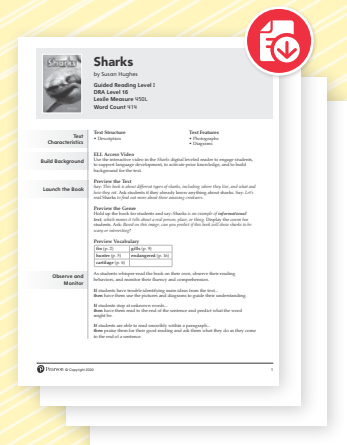 Sharks
Sharks
by Susan Hughes
Guided Reading Level I
DRA Level 16
Lexile Measure 450L
Word Count 474
Text
Characteristics
Text Structure
• Description
Text Features
• Photographs
• Diagrams
Build Background
ELL Access Video
Use the interactive video in the Sharks digital leveled reader to engage students,
to support language development, to activate prior knowledge, and to build
background for the text.
Launch the Book
Preview the Text
Say: This book is about different types of sharks, including where they live, and what and
how they eat. Ask students if they already know anything about sharks. Say: Let's
read Sharks to find out more about these amazing creatures.
Preview the Genre
Hold up the book for students and say: Sharks is an example of informational
text, which means it tells about a real person, place, or thing. Display the cover for
students. Ask: Based on this image, can you predict if this book will show sharks to be
scary or interesting?
Preview Vocabulary
fin (p. 2) gills (p. 9)
hunter (p. 5) endangered (p. 16)
cartilage (p. 6)
Observe and
Monitor
As students whisper-read the book on their own, observe their reading
behaviors, and monitor their fluency and comprehension.
If students have trouble identifying main ideas from the text...
then have them use the pictures and diagrams to guide their understanding.
If students stop at unknown words...
then have them read to the end of the sentence and predict what the word
might be.
If students are able to read smoothly within a paragraph...
then praise them for their good reading and ask them what they do as they come
to the end of a sentence.
Pearson © Copyright 2020
1